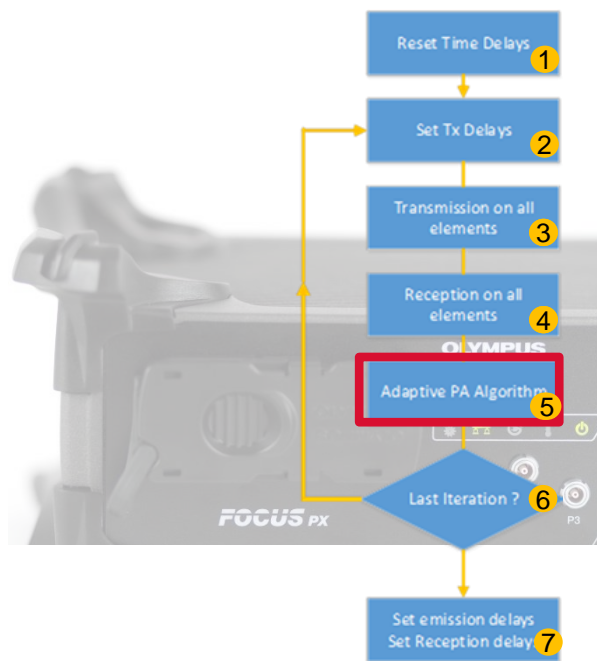 Reset Time Delays
1
Set Tx Delays
2
Transmission on all
elements
3
Reception on all
elements
4
OLYMPUS
Adaptive PA Algorithm
5
Last Iteration ?
6
P3
FOCUS PX
Set emission delays
Set Reception delays
7